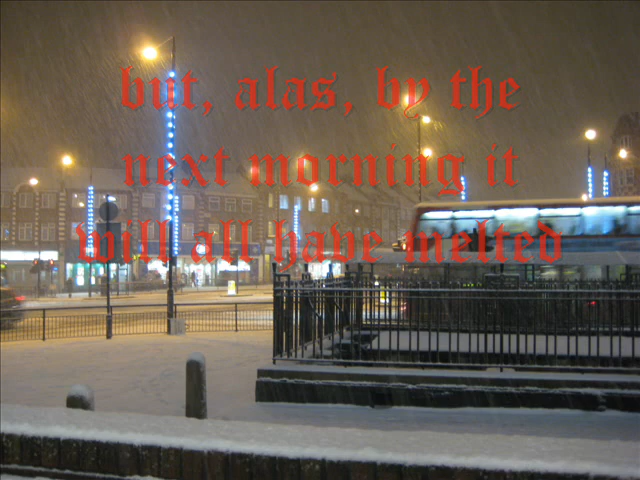 but, alas, by the
next morning it
will all have melted